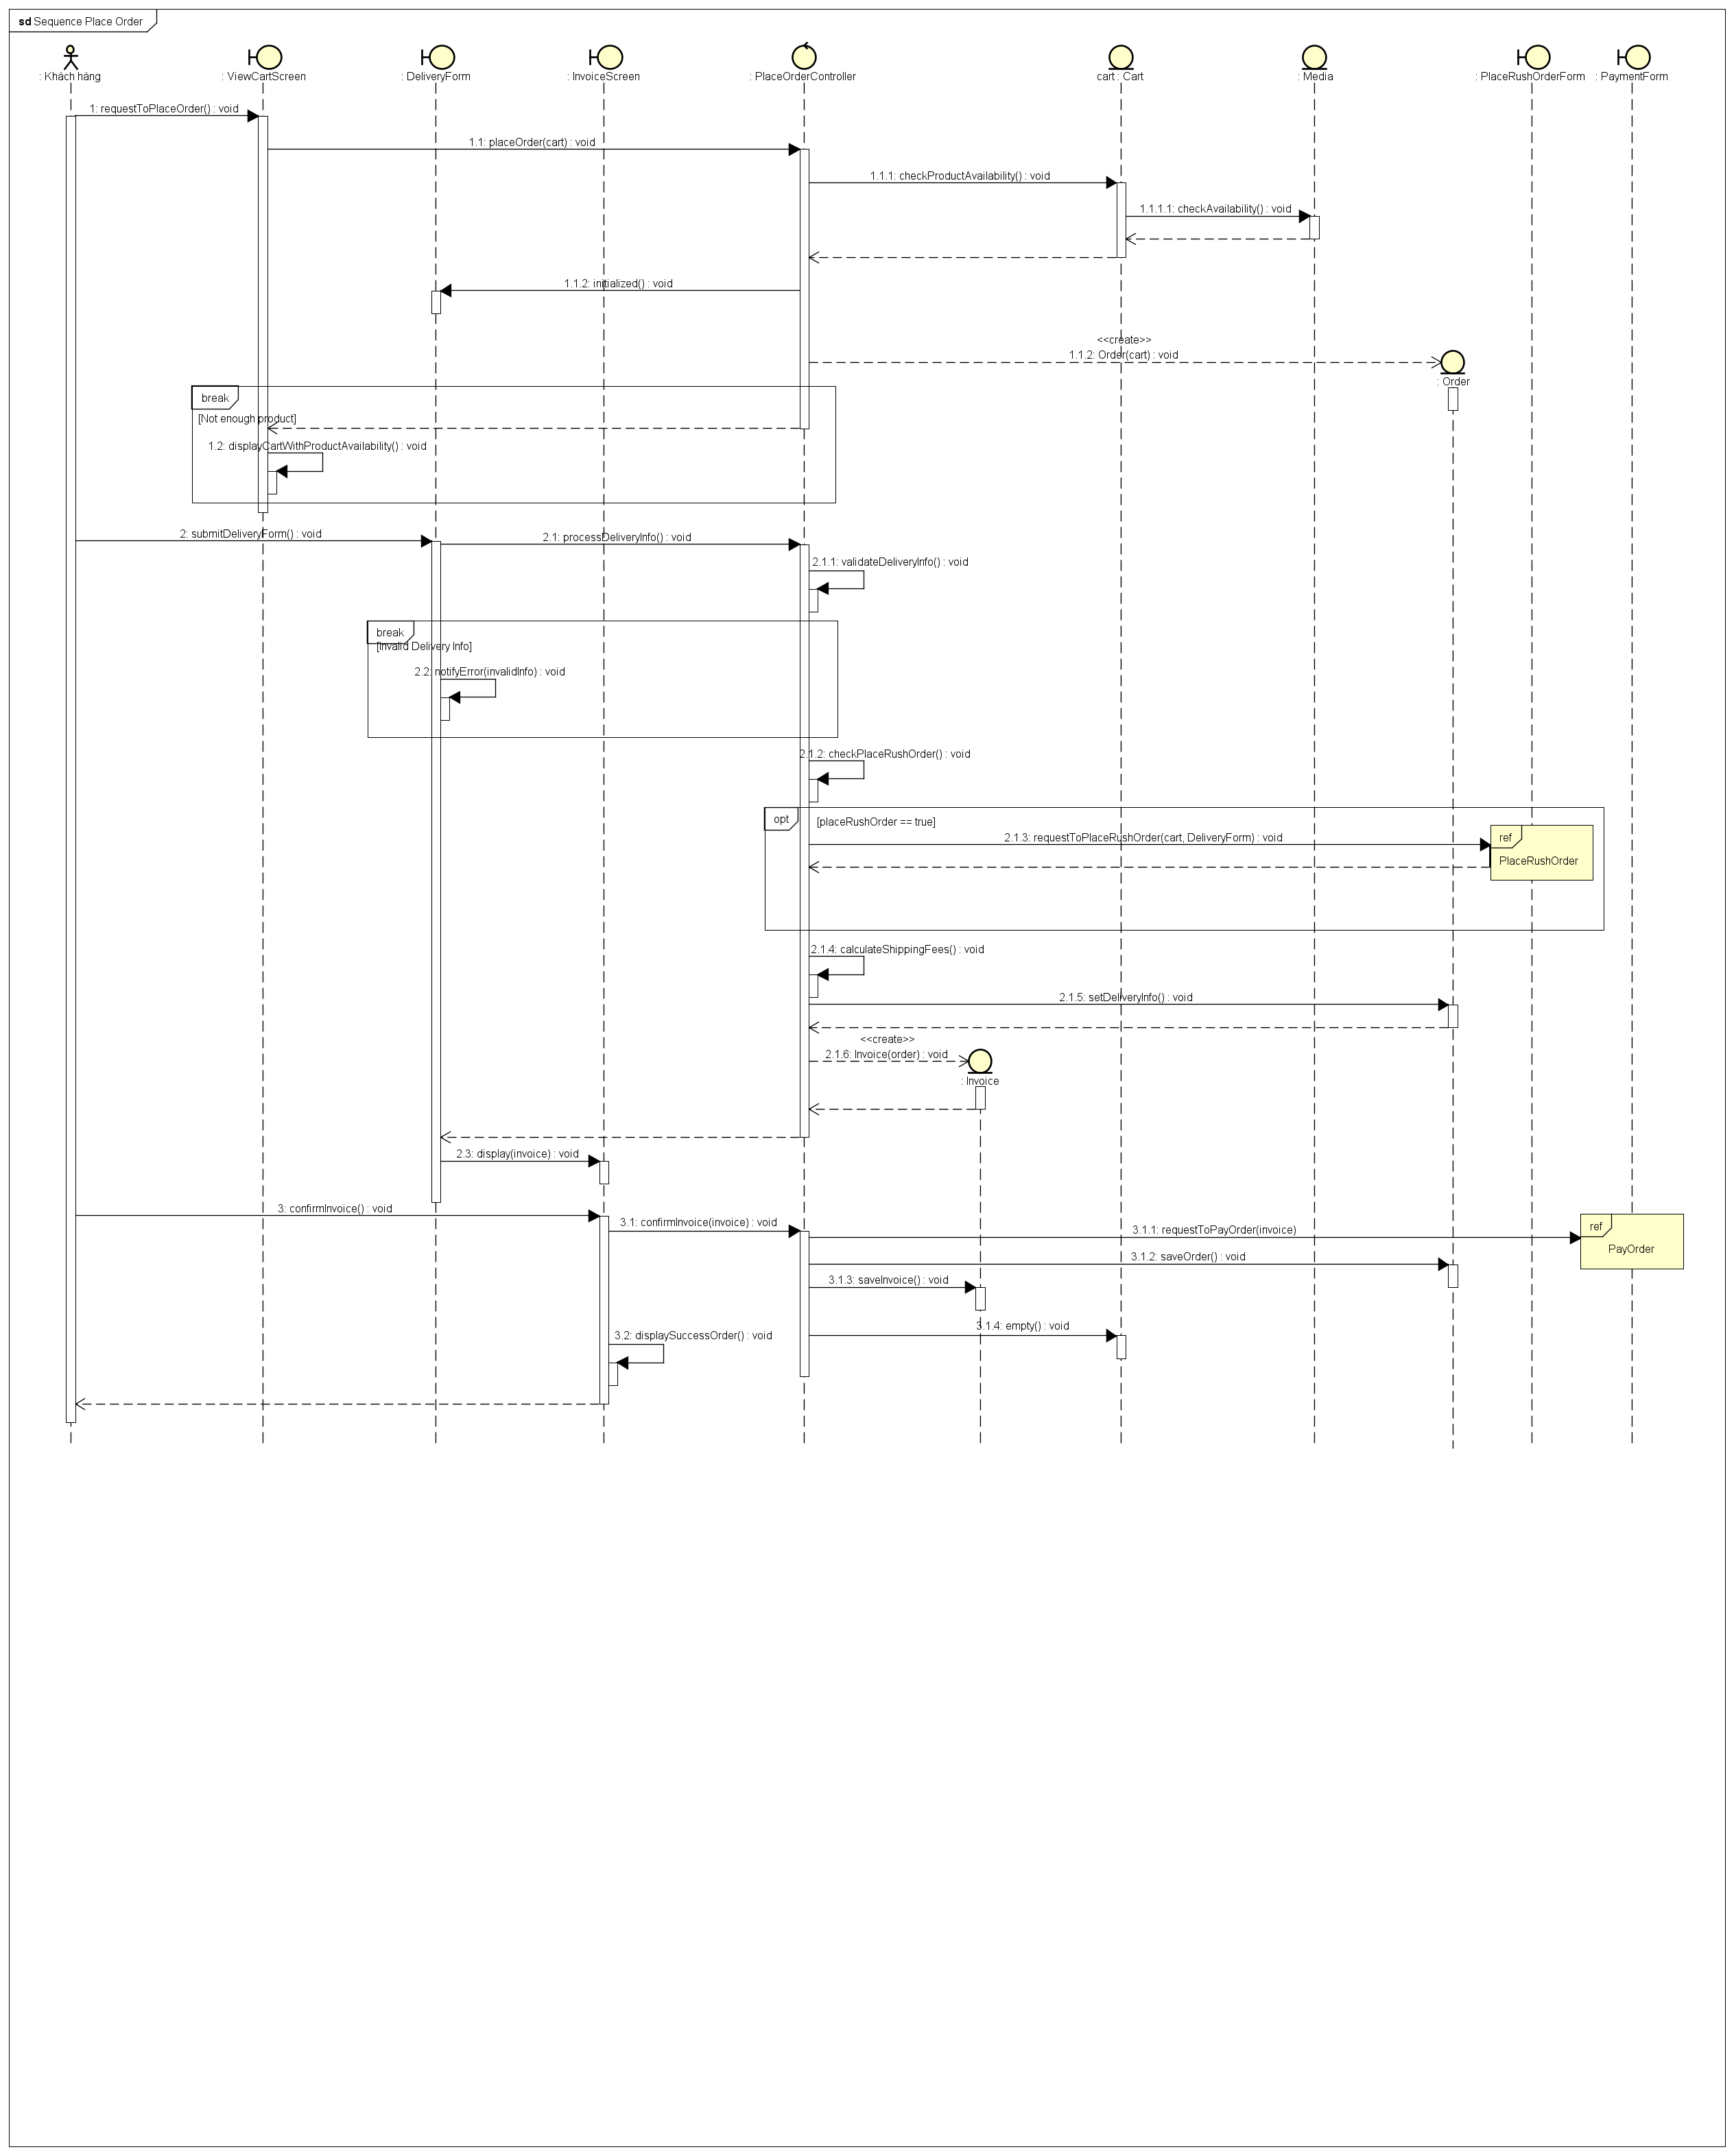 sd Sequence Place Order
: Khách hàng
: ViewCartScreen
: DeliveryForm
: InvoiceScreen
: PlaceOrderController
cart : Cart
: Media
: PlaceRushOrderForm
: PaymentForm
1: requestToPlaceOrder() : void
1.1: placeOrder(cart) : void
1.1.1: checkProductAvailability() : void
1.1.1.1: checkAvailability() : void
1.1.2: initialized() : void
<<create>>
1.1.2: Order(cart) : void
: Order
break
[Not enough product]
1.2: displayCartWithProductAvailability() : void
2: submitDeliveryForm() : void
2.1: processDeliveryInfo() : void
2.1.1: validateDeliveryInfo() : void
break
[Invalid Delivery Info]
2.2: notifyError(invalidInfo) : void
2.1.2: checkPlaceRushOrder() : void
opt
[placeRushOrder == true]
2.1.3: requestToPlaceRushOrder(cart, DeliveryForm) : void
ref
PlaceRushOrder
2.1.4: calculateShippingFees() : void
2.1.5: setDeliveryInfo() : void
<<create>>
2.1.6: Invoice(order) : void
: Invoice
2.3: display(invoice) : void
3: confirmInvoice() : void
3.1: confirmInvoice(invoice) : void
3.1.1: requestToPayOrder(invoice)
ref
PayOrder
3.1.2: saveOrder() : void
3.1.3: saveInvoice() : void
3.1.4: empty() : void
3.2: displaySuccessOrder() : void